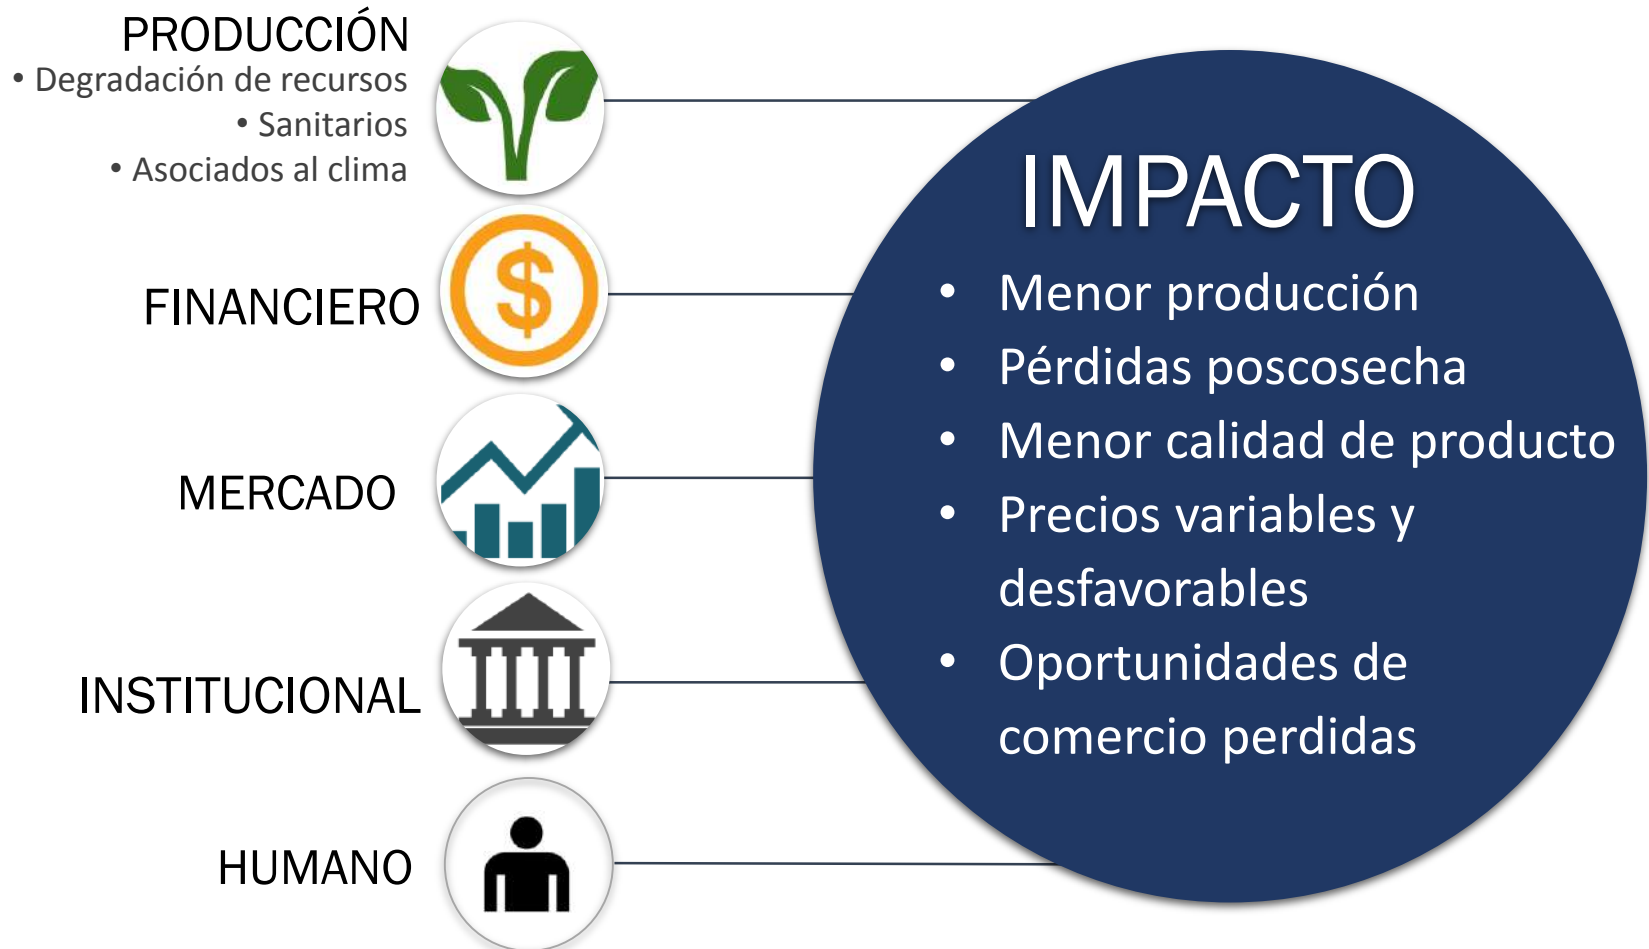 PRODUCCIÓN
• Degradación de recursos
• Sanitarios
• Asociados al clima
FINANCIERO
$
MERCADO
INSTITUCIONAL
HUMANO
IMPACTO
• Menor producción
• Pérdidas poscosecha
• Menor calidad de producto
• Precios variables y
desfavorables
• Oportunidades de
comercio perdidas